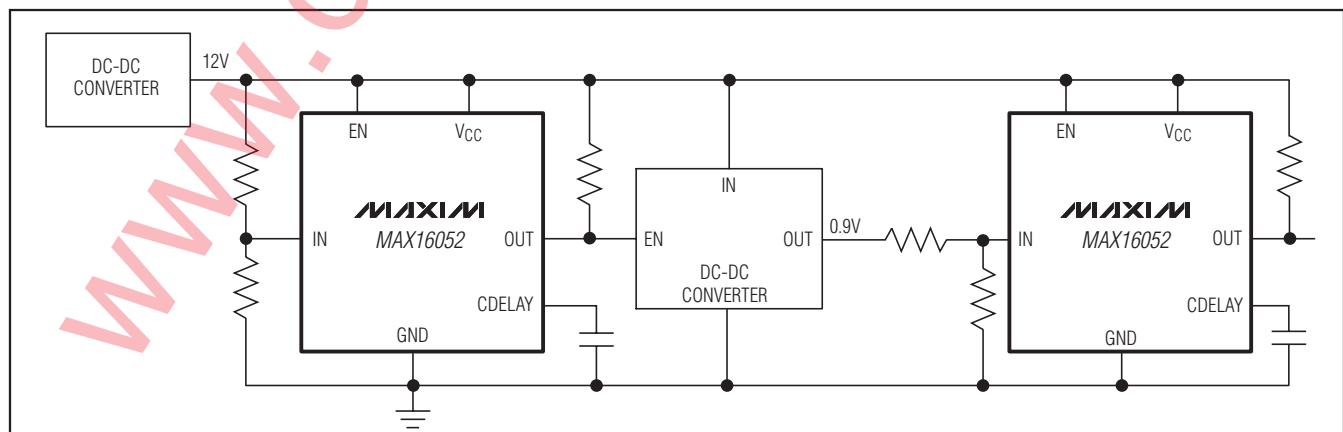 DC-DC
CONVERTER
12V
EN
VCC
MAXIM
MAX16052
IN
OUT
CDELAY
GND
IN
EN
OUT
DC-DC
CONVERTER
0.9V
EN
VCC
MAXIM
MAX16052
IN
OUT
CDELAY
GND
www.